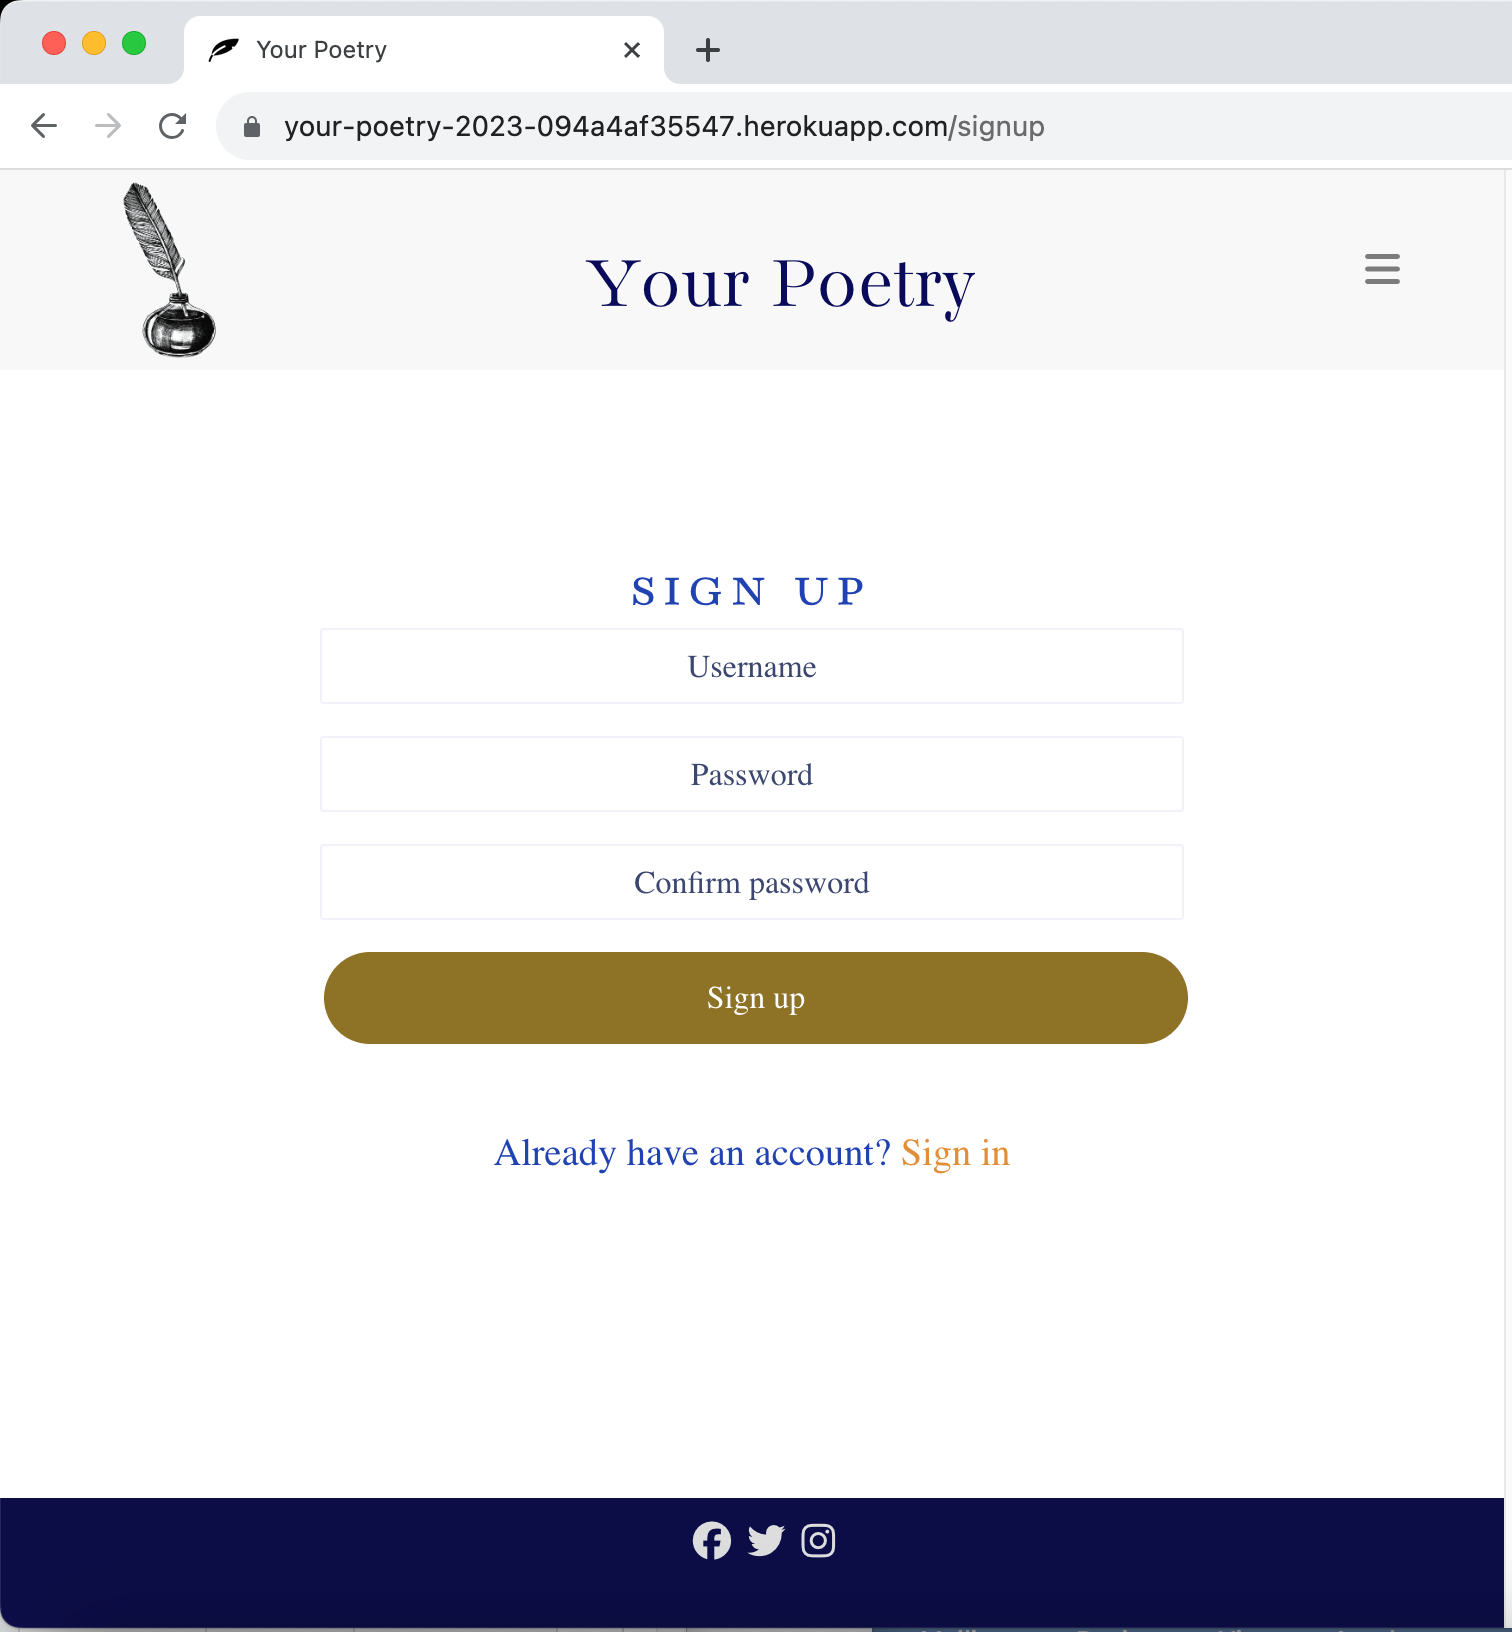 Your Poetry
your-poetry-2023-094a4af35547.herokuapp.com/signup
Your Poetry
SIGN UP
Username
Password
Confirm password
Sign up
Already have an account? Sign in